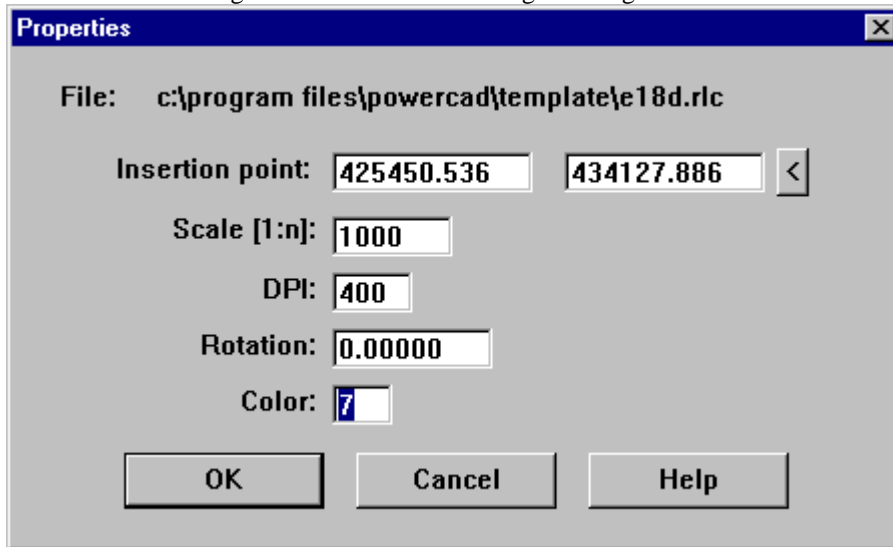 Properties
File: c:\program files\powercad\template\e18d.rlc
Insertion point: 425450.536 434127.886 <
Scale [1:n]: 1000
DPI: 400
Rotation: 0.00000
Color: 7
OK Cancel Help